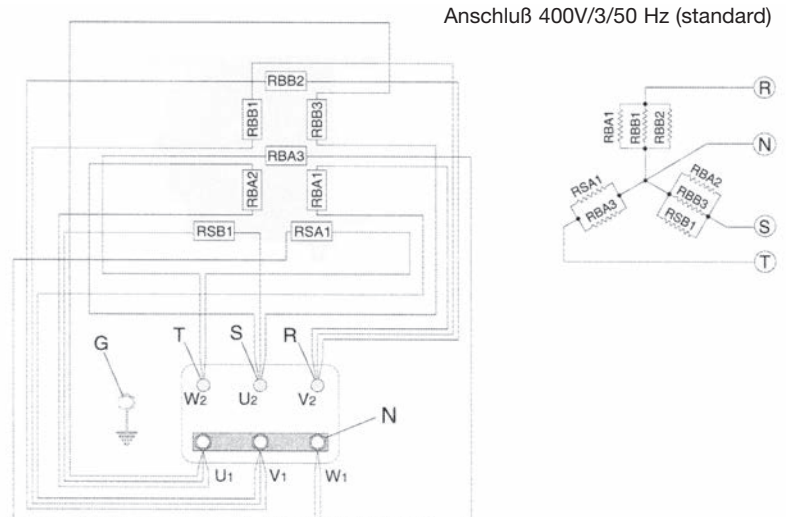 Anschluß 400V/3/50 Hz (standard)
RBB2
RBB1
RBB3
RBA3
RBA2
RBA1
RSB1
RSA1
T
S
R
G
W2
U2
V2
N
U1
V1
W1
R
RBA1
RBB1
RBB2
N
RSA1
RBA3
RBA2
RBB3
RSB1
S
T